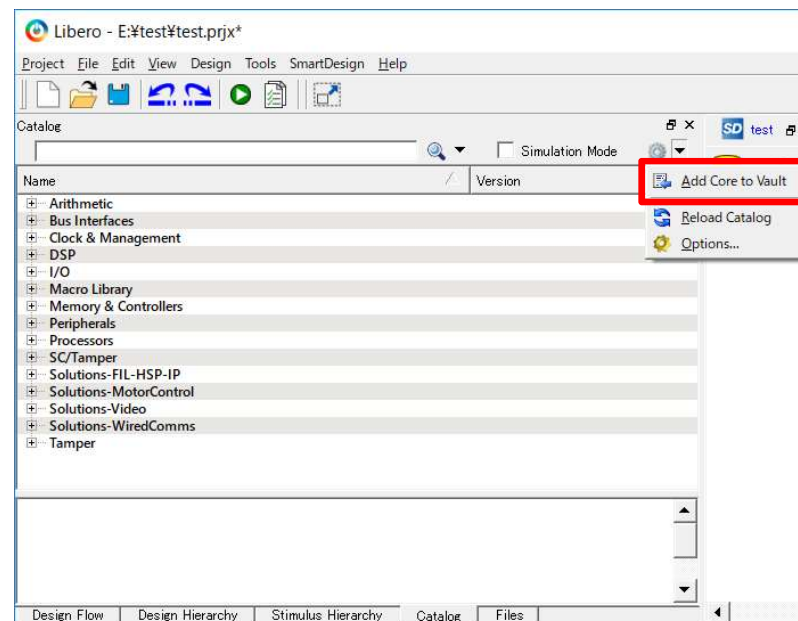 Libero - E:¥test¥test.prjx*
Project File Edit View Design Tools SmartDesign Help
Catalog
SD test
Simulation Mode
Name Version
Add Core to Vault
Reload Catalog
Options...
Arithmetic
Bus Interfaces
Clock & Management
DSP
I/O
Macro Library
Memory & Controllers
Peripherals
Processors
SC/Tamper
Solutions-FIL-HSP-IP
Solutions-MotorControl
Solutions-Video
Solutions-WiredComms
Tamper
Design Flow Design Hierarchy Stimulus Hierarchy Catalog Files